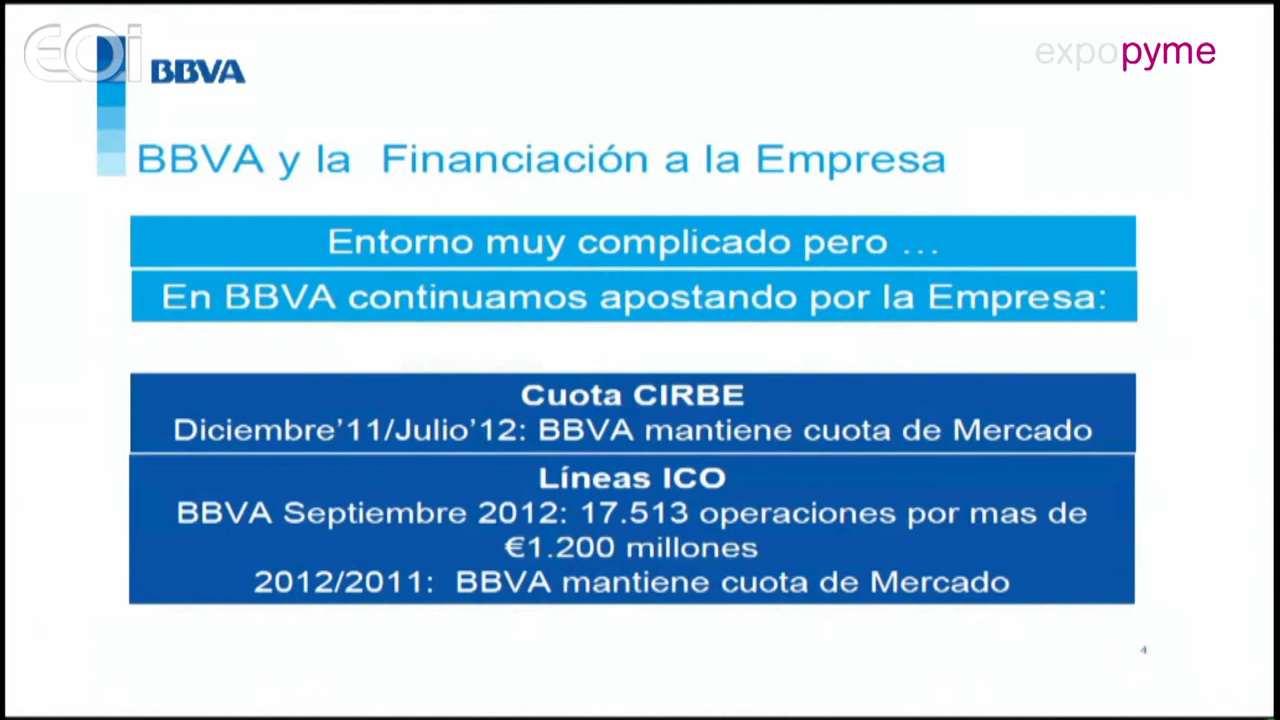 EOi
BBVA
expopyme
BBVA y la Financiación a la Empresa
Entorno muy complicado pero ...
En BBVA continuamos apostando por la Empresa:
Cuota CIRBE
Diciembre'11/Julio'12: BBVA mantiene cuota de Mercado
Líneas ICO
BBVA Septiembre 2012: 17.513 operaciones por mas de
€1.200 millones
2012/2011: BBVA mantiene cuota de Mercado
4